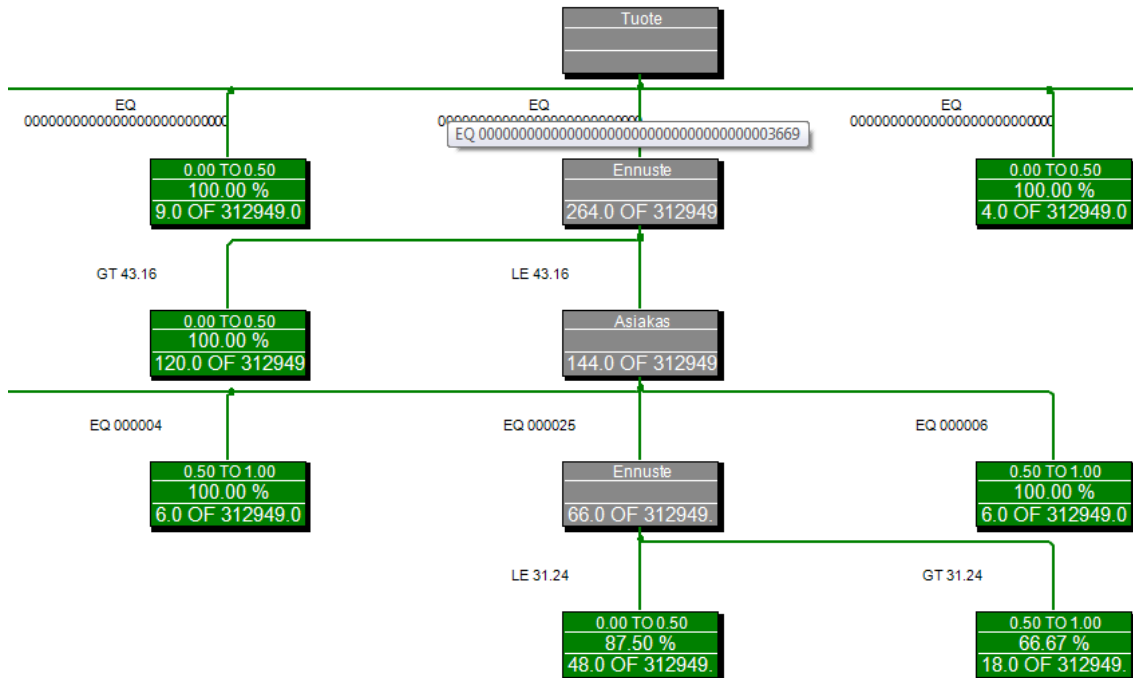 Tuote
EQ
0000000000000000000000000000
EQ
0000000000000000000000000000
EQ
0000000000000000000000000000
EQ 0000000000000000000000000000000000003669
0.00 TO 0.50
100.00 %
9.0 OF 312949.0
Ennuste
264.0 OF 312949
0.00 TO 0.50
100.00 %
4.0 OF 312949.0
GT 43.16
LE 43.16
0.00 TO 0.50
100.00 %
120.0 OF 312949
Asiakas
144.0 OF 312949
EQ 000004
EQ 000025
EQ 000006
0.50 TO 1.00
100.00 %
6.0 OF 312949.0
Ennuste
66.0 OF 312949.
0.50 TO 1.00
100.00 %
6.0 OF 312949.0
LE 31.24
GT 31.24
0.00 TO 0.50
87.50 %
48.0 OF 312949.
0.50 TO 1.00
66.67 %
18.0 OF 312949.